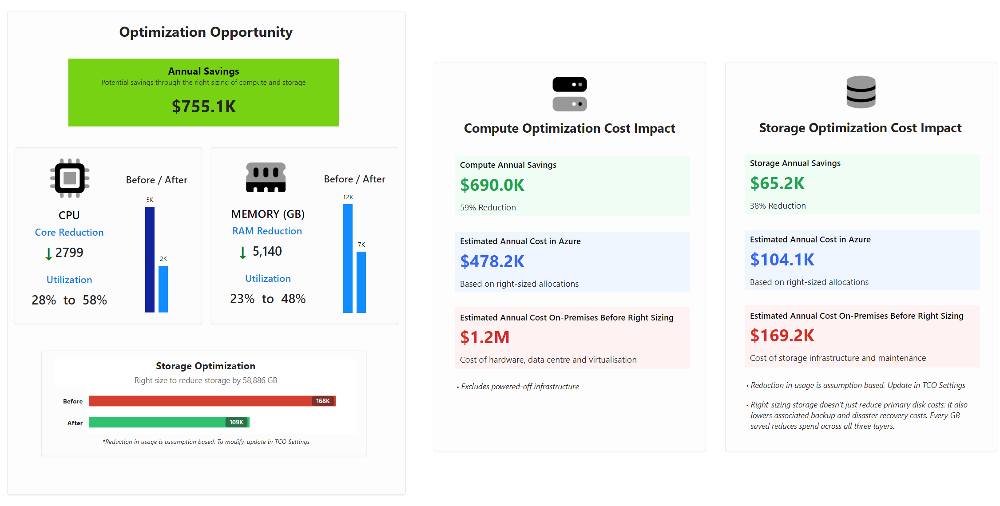 Optimization Opportunity
Annual Savings
Potential savings through the right sizing of compute and storage
$755.1K
Before / After
5K
2K
CPU
Core Reduction
↓ 2799
Utilization
28% to 58%
Before / After
12K
7K
MEMORY (GB)
RAM Reduction
↓ 5,140
Utilization
23% to 48%
Storage Optimization
Right size to reduce storage by 58,886 GB
Before 168K
After 109K
*Reduction in usage is assumption based. To modify, update in TCO Settings
Compute Optimization Cost Impact
Compute Annual Savings
$690.0K
59% Reduction
Estimated Annual Cost in Azure
$478.2K
Based on right-sized allocations
Estimated Annual Cost On-Premises Before Right Sizing
$1.2M
Cost of hardware, data centre and virtualisation
• Excludes powered-off infrastructure
Storage Optimization Cost Impact
Storage Annual Savings
$65.2K
38% Reduction
Estimated Annual Cost in Azure
$104.1K
Based on right-sized allocations
Estimated Annual Cost On-Premises Before Right Sizing
$169.2K
Cost of storage infrastructure and maintenance
• Reduction in usage is assumption based. Update in TCO Settings
• Right-sizing storage doesn’t just reduce primary disk costs; it also
lowers associated backup and disaster recovery costs. Every GB
saved reduces spend across all three layers.